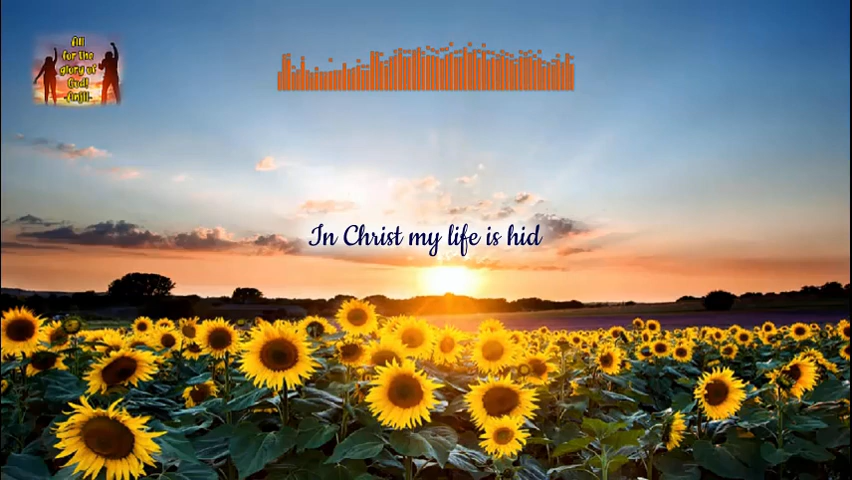 All
for the
glory of
God!
In Christ my life is hid